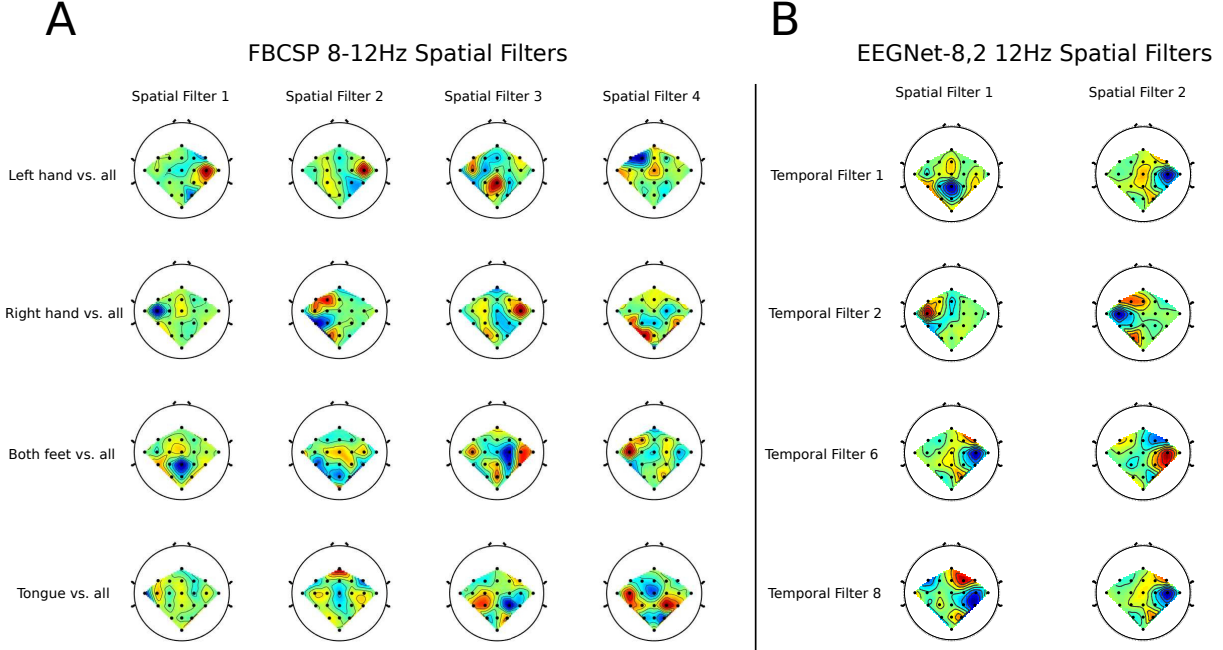 A
FBCSP 8-12Hz Spatial Filters
Spatial Filter 1
Spatial Filter 2
Spatial Filter 3
Spatial Filter 4
Left hand vs. all
Right hand vs. all
Both feet vs. all
Tongue vs. all
B
EEGNet-8,2 12Hz Spatial Filters
Spatial Filter 1
Spatial Filter 2
Temporal Filter 1
Temporal Filter 2
Temporal Filter 6
Temporal Filter 8